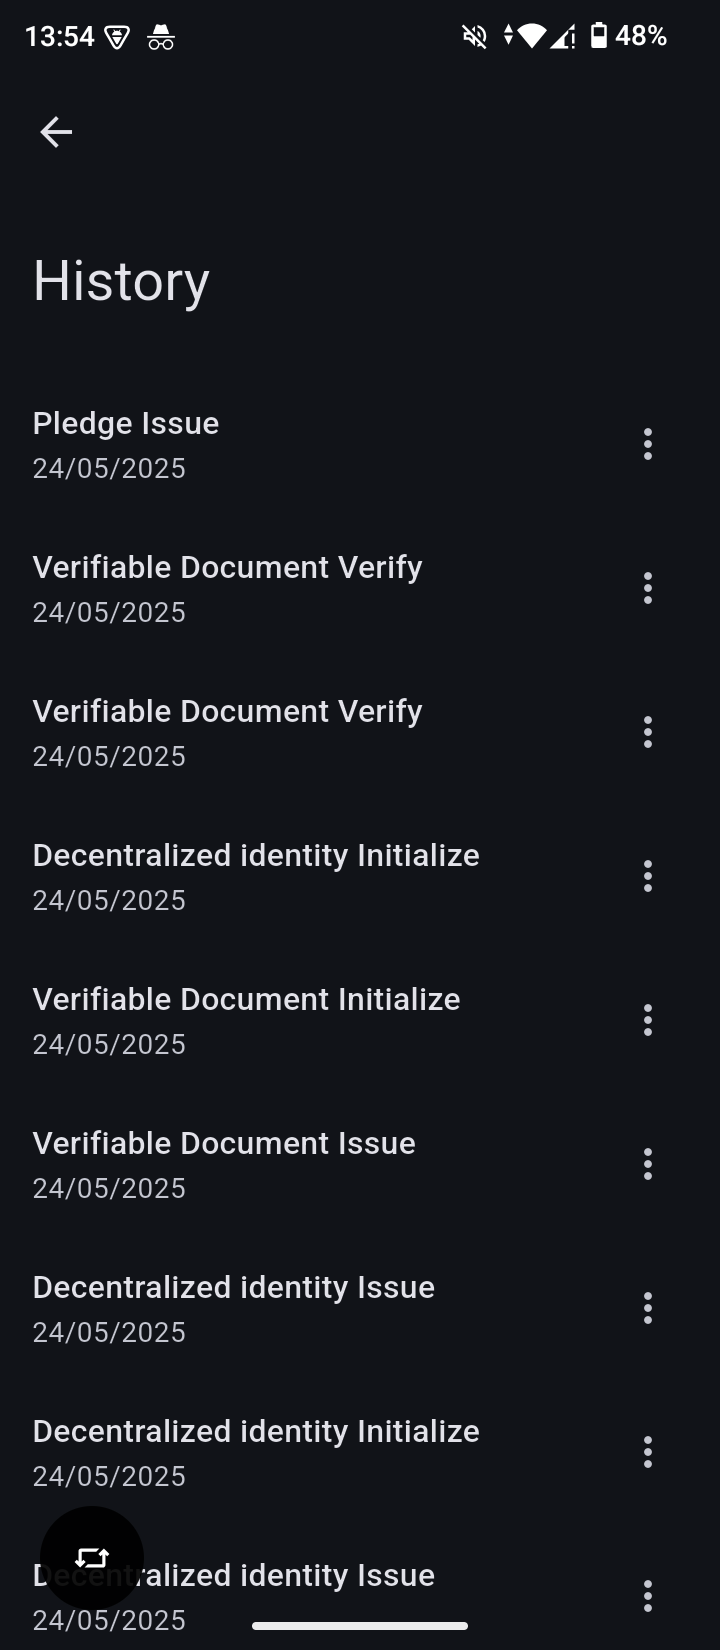 13:54
48%
History
Pledge Issue
24/05/2025
Verifiable Document Verify
24/05/2025
Verifiable Document Verify
24/05/2025
Decentralized identity Initialize
24/05/2025
Verifiable Document Initialize
24/05/2025
Verifiable Document Issue
24/05/2025
Decentralized identity Issue
24/05/2025
Decentralized identity Initialize
24/05/2025
Decentralized identity Issue
24/05/2025